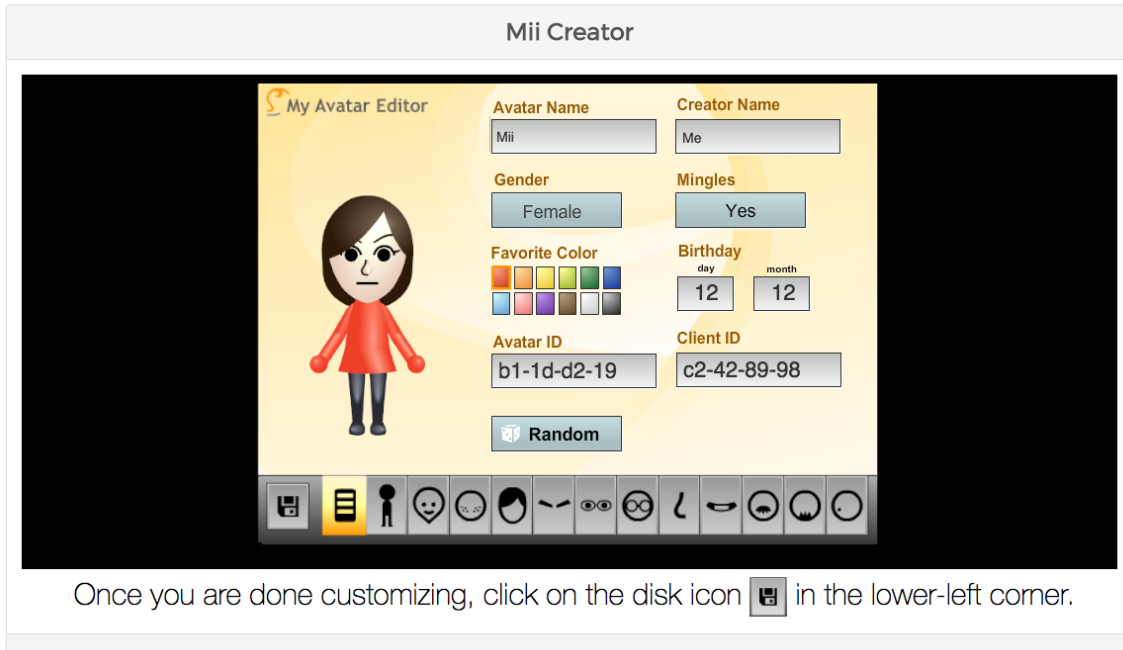 Mii Creator
My Avatar Editor
Avatar Name
Creator Name
Mii
Me
Gender
Mingles
Female
Yes
Favorite Color
Birthday
day
month
12
12
Avatar ID
Client ID
b1-1d-d2-19
c2-42-89-98
Random
Once you are done customizing, click on the disk icon in the lower-left corner.